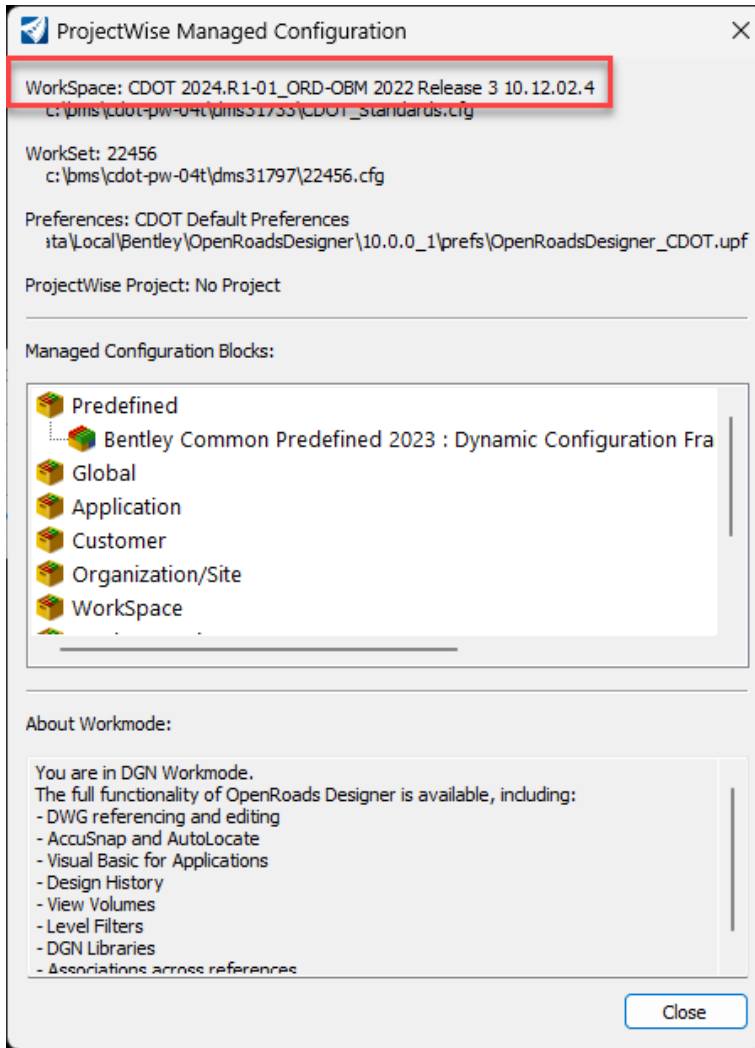 ProjectWise Managed Configuration
WorkSpace: CDOT 2024.R1-01_ORD-OBM 2022 Release 3 10.12.02.4
c:\bms\cdot-pw-04t\dms31733\CDOT_Standards.cfg
WorkSet: 22456
c:\bms\cdot-pw-04t\dms31797\22456.cfg
Preferences: CDOT Default Preferences
ata\Local\Bentley\OpenRoadsDesigner\10.0.0_1\prefs\OpenRoadsDesigner_CDOT.upf
ProjectWise Project: No Project
Managed Configuration Blocks:
Predefined
Bentley Common Predefined 2023 : Dynamic Configuration Fra
Global
Application
Customer
Organization/Site
WorkSpace
About Workmode:
You are in DGN Workmode.
The full functionality of OpenRoads Designer is available, including:
- DWG referencing and editing
- AccuSnap and AutoLocate
- Visual Basic for Applications
- Design History
- View Volumes
- Level Filters
- DGN Libraries
- Associations across references
Close